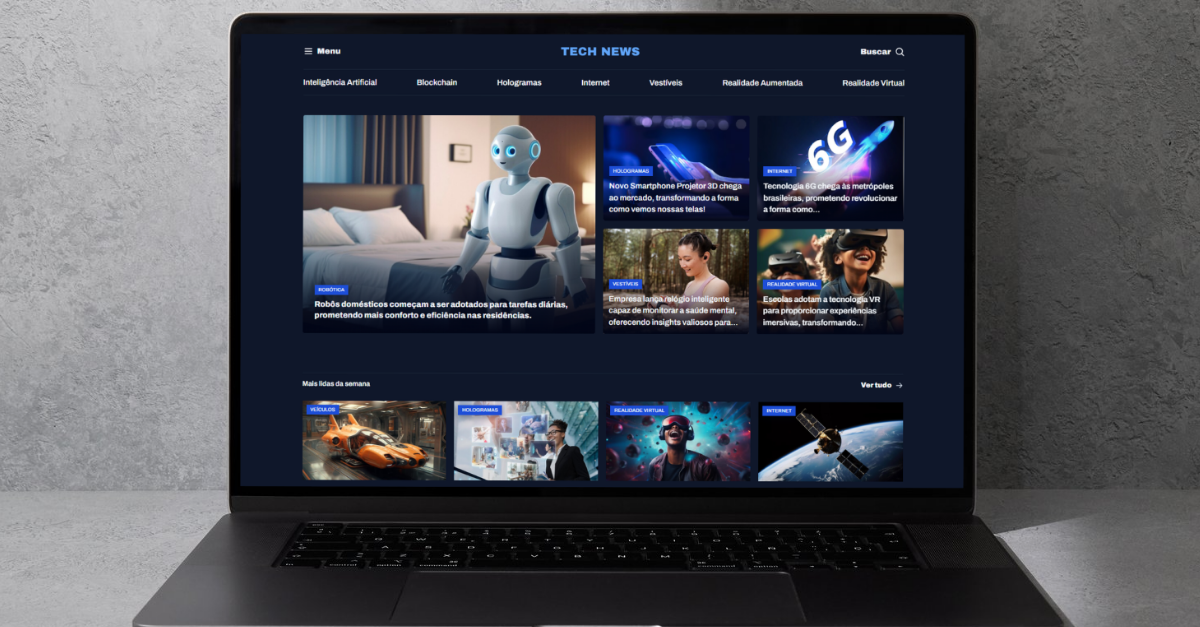 Menu
TECH NEWS
Buscar
Inteligência Artificial
Blockchain
Hologramas
Internet
Vestíveis
Realidade Aumentada
Realidade Virtual
ROBÓTICA
Robôs domésticos começam a ser adotados para tarefas diárias,
prometendo mais conforto e eficiência nas residências.
HOLOGRAMAS
Novo Smartphone Projetor 3D chega
ao mercado, transformando a forma
como vemos nossas telas!
6G
INTERNET
Tecnologia 6G chega às metrópoles
brasileiras, prometendo revolucionar
a forma como...
VESTÍVEIS
Empresa lança relógio inteligente
capaz de monitorar a saúde mental,
oferecendo insights valiosos para...
REALIDADE VIRTUAL
Escolas adotam a tecnologia VR
para proporcionar experiências
imersivas, transformando...
Mais lidas da semana
Ver tudo
VEÍCULOS
HOLOGRAMAS
REALIDADE VIRTUAL
INTERNET